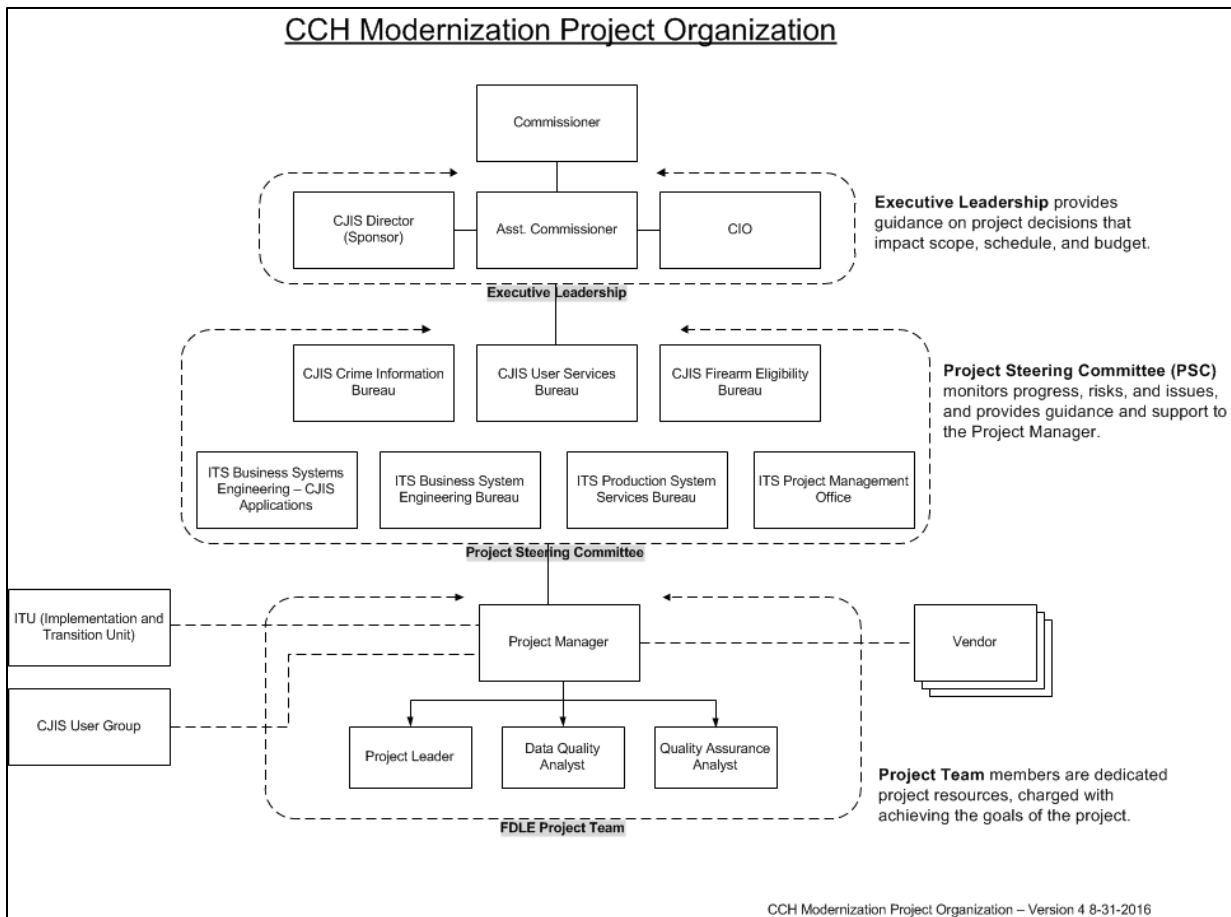 CCH Modernization Project Organization
Commissioner
CJIS Director
(Sponsor)
Asst. Commissioner
CIO
Executive Leadership provides
guidance on project decisions that
impact scope, schedule, and budget.
Executive Leadership
CJIS Crime Information
Bureau
CJIS User Services
Bureau
CJIS Firearm Eligibility
Bureau
Project Steering Committee (PSC)
monitors progress, risks, and issues,
and provides guidance and support to
the Project Manager.
ITS Business Systems
Engineering – CJIS
Applications
ITS Business System
Engineering Bureau
ITS Production System
Services Bureau
ITS Project Management
Office
Project Steering Committee
ITU (Implementation and
Transition Unit)
Project Manager
Vendor
CJIS User Group
Project Leader
Data Quality
Analyst
Quality Assurance
Analyst
Project Team members are dedicated
project resources, charged with
achieving the goals of the project.
FDLE Project Team
CCH Modernization Project Organization – Version 4 8-31-2016